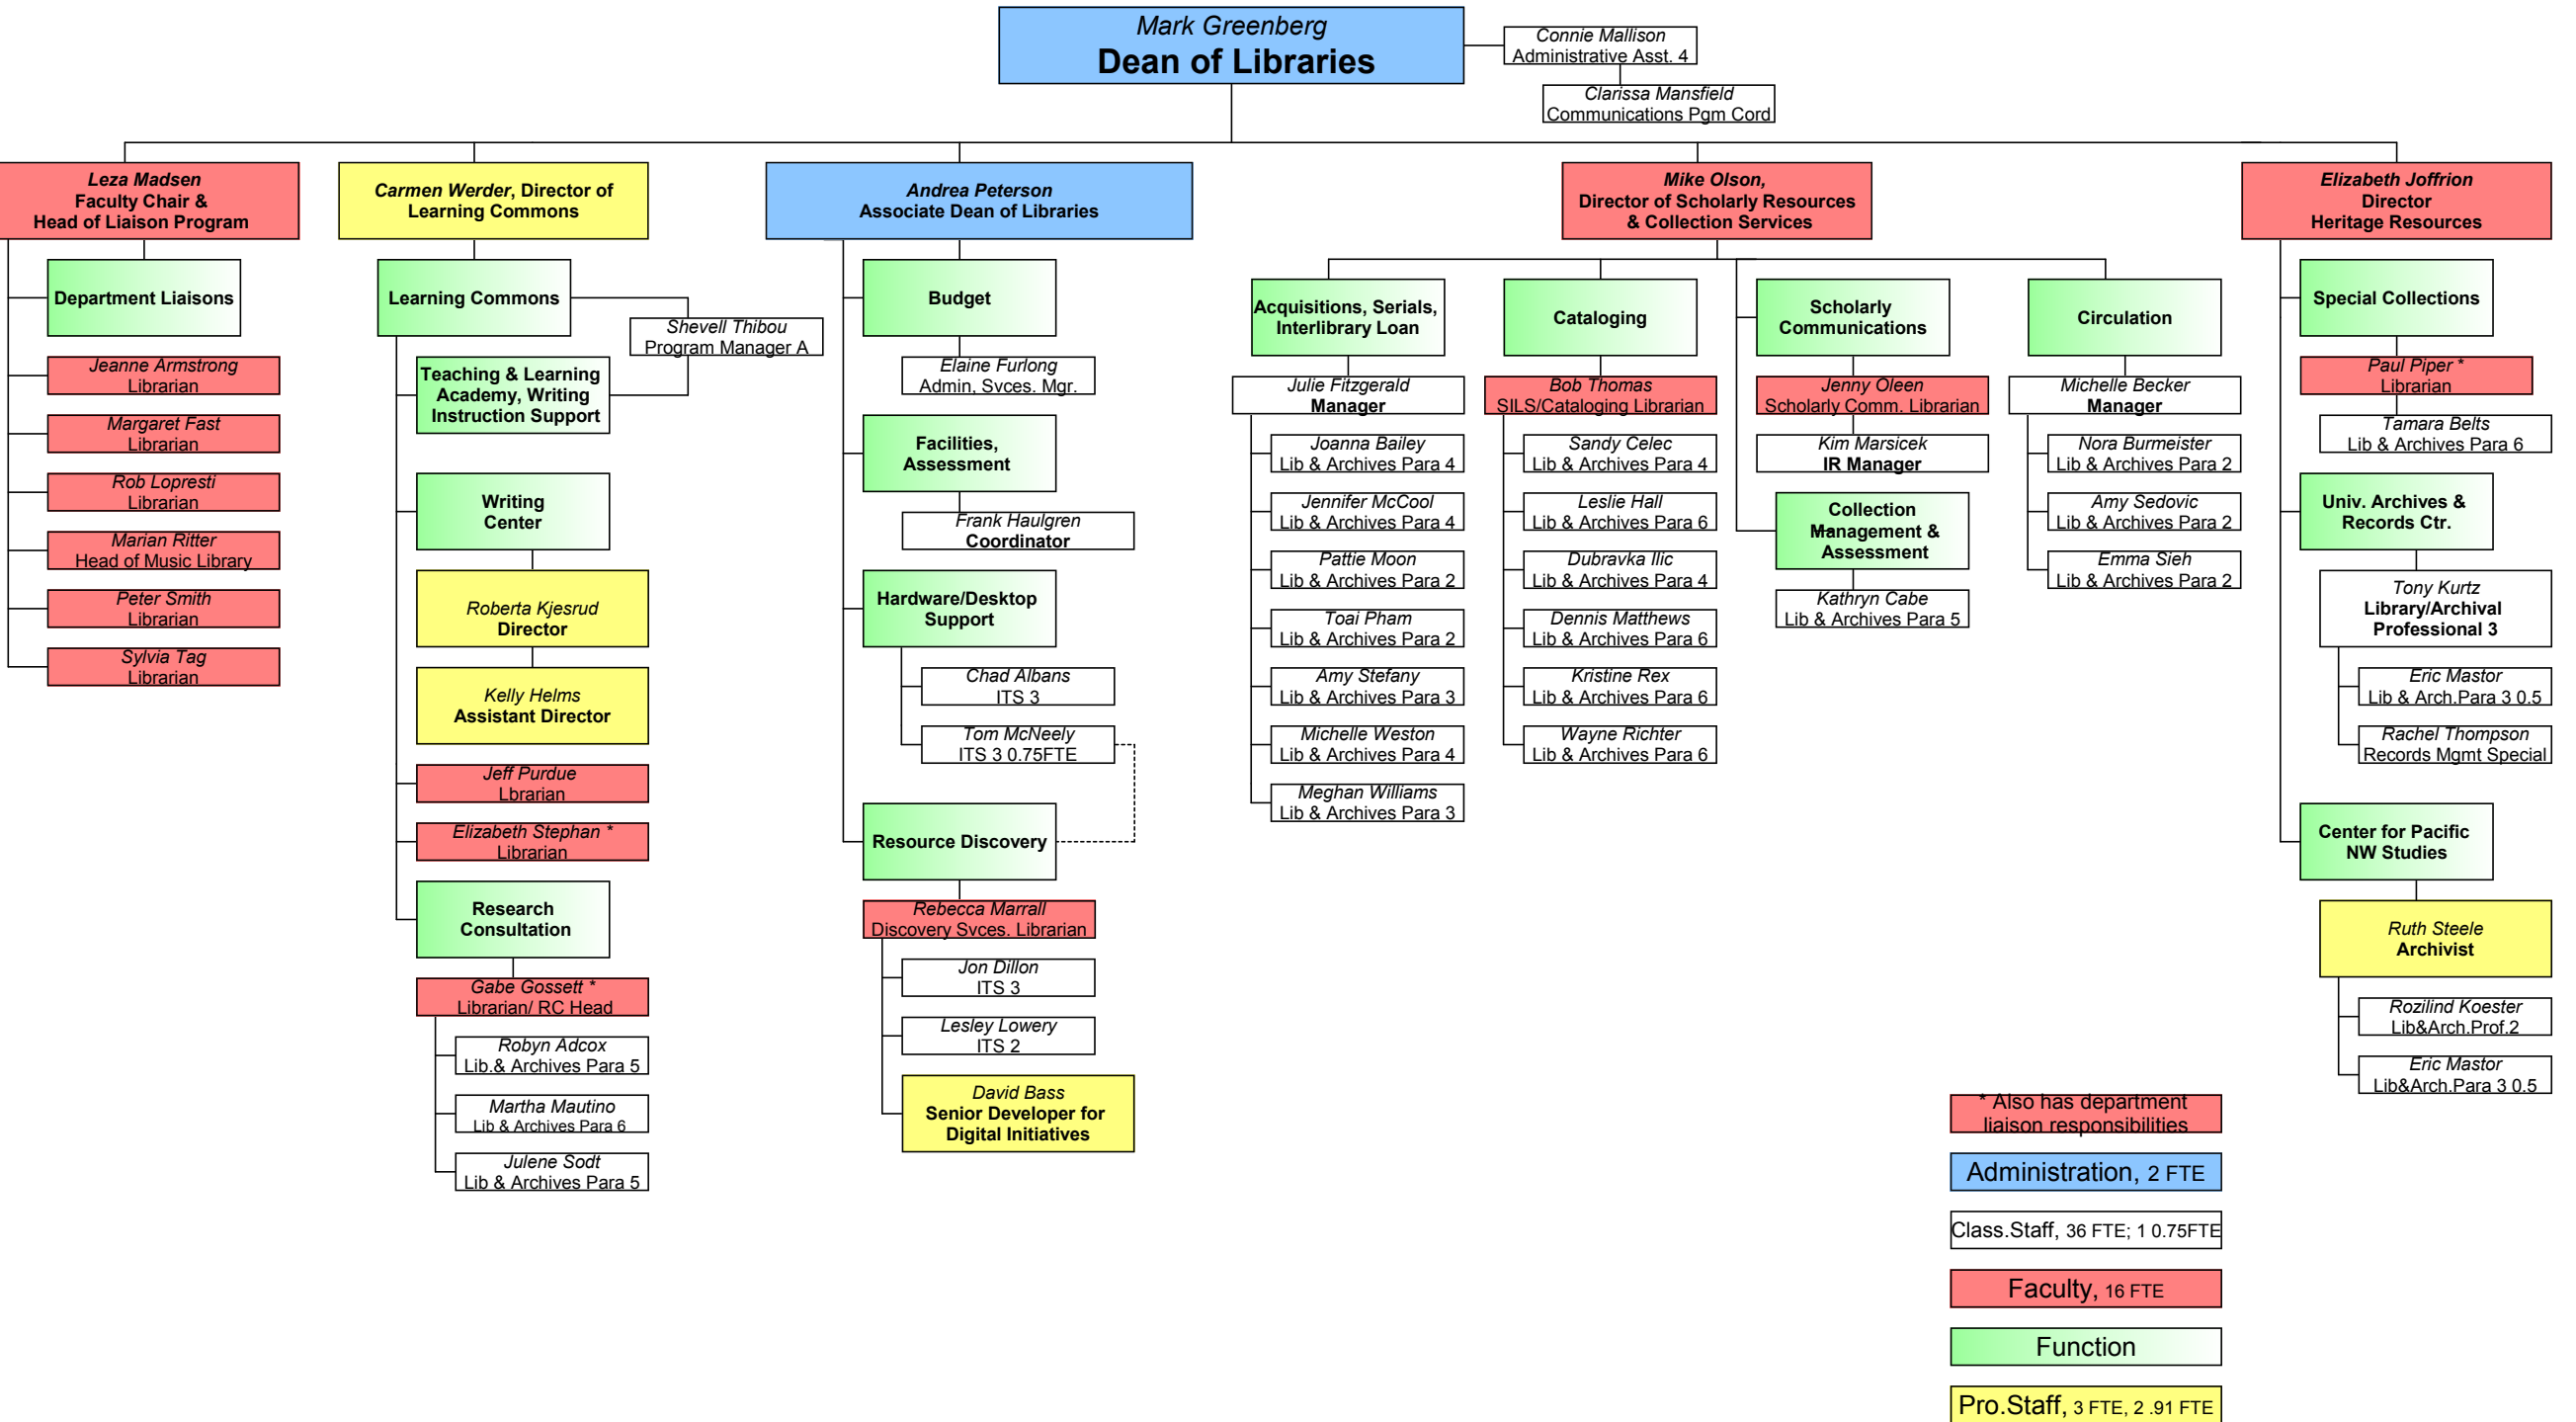 Mark Greenberg
Dean of Libraries
Connie Mallison
Administrative Asst. 4
Clarissa Mansfield
Communications Pgm Cord
Leza Madsen
Faculty Chair &
Head of Liaison Program
Department Liaisons
Jeanne Armstrong
Librarian
Margaret Fast
Librarian
Rob Lopresti
Librarian
Marian Ritter
Head of Music Library
Peter Smith
Librarian
Sylvia Tag
Librarian
Carmen Werder, Director of
Learning Commons
Learning Commons
Shevell Thibou
Program Manager A
Teaching & Learning
Academy, Writing
Instruction Support
Writing
Center
Roberta Kjesrud
Director
Kelly Helms
Assistant Director
Jeff Purdue
Lbrarian
Elizabeth Stephan *
Librarian
Research
Consultation
Gabe Gossett *
Librarian/ RC Head
Robyn Adcox
Lib.& Archives Para 5
Martha Mautino
Lib & Archives Para 6
Julene Sodt
Lib & Archives Para 5
Andrea Peterson
Associate Dean of Libraries
Budget
Elaine Furlong
Admin, Svces. Mgr.
Facilities,
Assessment
Frank Haulgren
Coordinator
Hardware/Desktop
Support
Chad Albans
ITS 3
Tom McNeely
ITS 3 0.75FTE
Resource Discovery
Rebecca Marrall
Discovery Svces. Librarian
Jon Dillon
ITS 3
Lesley Lowery
ITS 2
David Bass
Senior Developer for
Digital Initiatives
Mike Olson,
Director of Scholarly Resources
& Collection Services
Acquisitions, Serials,
Interlibrary Loan
Julie Fitzgerald
Manager
Joanna Bailey
Lib & Archives Para 4
Jennifer McCool
Lib & Archives Para 4
Pattie Moon
Lib & Archives Para 2
Toai Pham
Lib & Archives Para 2
Amy Stefany
Lib & Archives Para 3
Michelle Weston
Lib & Archives Para 4
Meghan Williams
Lib & Archives Para 3
Cataloging
Bob Thomas
SILS/Cataloging Librarian
Sandy Celec
Lib & Archives Para 4
Leslie Hall
Lib & Archives Para 6
Dubravka Ilic
Lib & Archives Para 4
Dennis Matthews
Lib & Archives Para 6
Kristine Rex
Lib & Archives Para 6
Wayne Richter
Lib & Archives Para 6
Scholarly
Communications
Jenny Oleen
Scholarly Comm. Librarian
Kim Marsicek
IR Manager
Collection
Management &
Assessment
Kathryn Cabe
Lib & Archives Para 5
Circulation
Michelle Becker
Manager
Nora Burmeister
Lib & Archives Para 2
Amy Sedovic
Lib & Archives Para 2
Emma Sieh
Lib & Archives Para 2
Elizabeth Joffrion
Director
Heritage Resources
Special Collections
Paul Piper *
Librarian
Tamara Belts
Lib & Archives Para 6
Univ. Archives &
Records Ctr.
Tony Kurtz
Library/Archival
Professional 3
Eric Mastor
Lib & Arch.Para 3 0.5
Rachel Thompson
Records Mgmt Special
Center for Pacific
NW Studies
Ruth Steele
Archivist
Rozilind Koester
Lib&Arch.Prof.2
Eric Mastor
Lib&Arch.Para 3 0.5
* Also has department
liaison responsibilities
Administration, 2 FTE
Class.Staff, 36 FTE; 1 0.75FTE
Faculty, 16 FTE
Function
Pro.Staff, 3 FTE, 2 .91 FTE